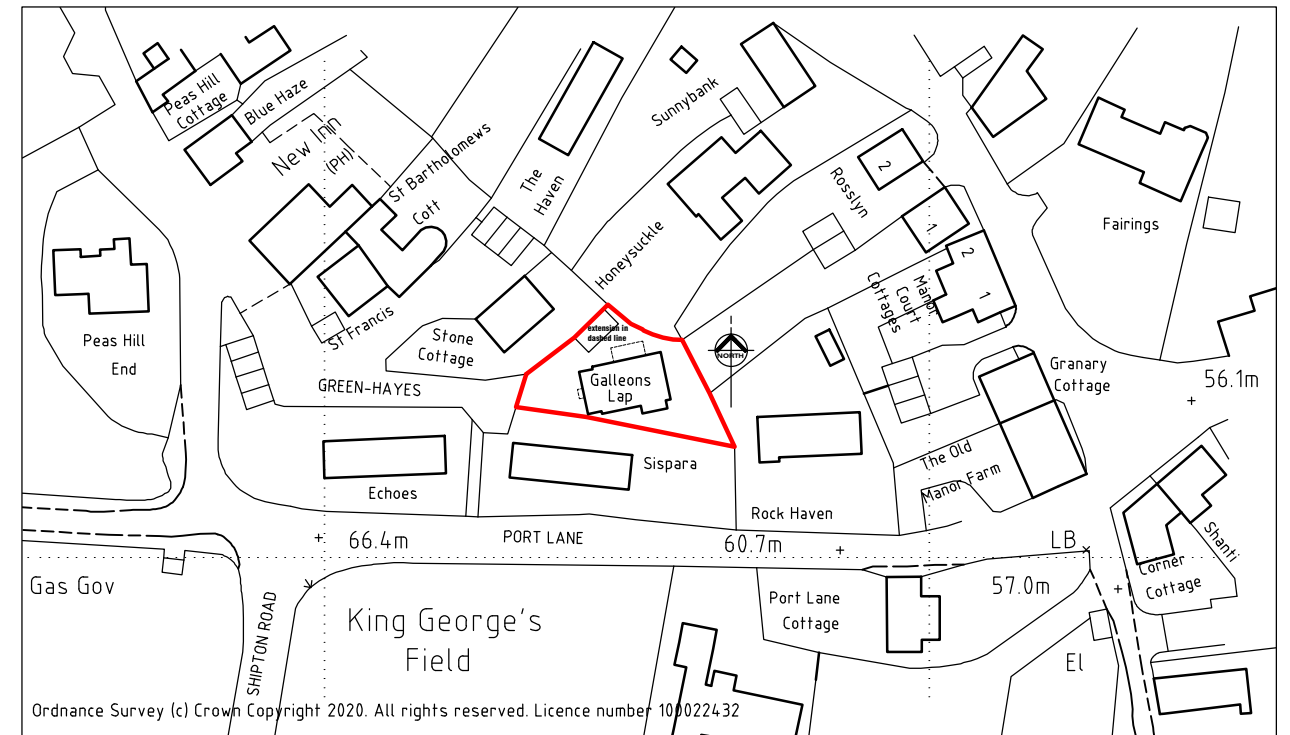 Peas Hill
Cottage
Blue Haze
New Inn
(PH)
St Bartholomews
Cott
The
Haven
Sunnybank
Honeysuckle
Rosslyn
2
1
Manor
Court
Cottages
2
1
Fairings
Peas Hill
End
St Francis
Stone
Cottage
extension in
dashed line
NORTH
Galleons
Lap
GREEN-HAYES
Granary
Cottage
56.1m
Echoes
Sispara
Rock Haven
The Old
Manor Farm
66.4m
PORT LANE
60.7m
LB
Shanti
Corner
Cottage
Gas Gov
57.0m
SHIPTON ROAD
King George's
Field
Port Lane
Cottage
El
Ordnance Survey (c) Crown Copyright 2020. All rights reserved. Licence number 100022432